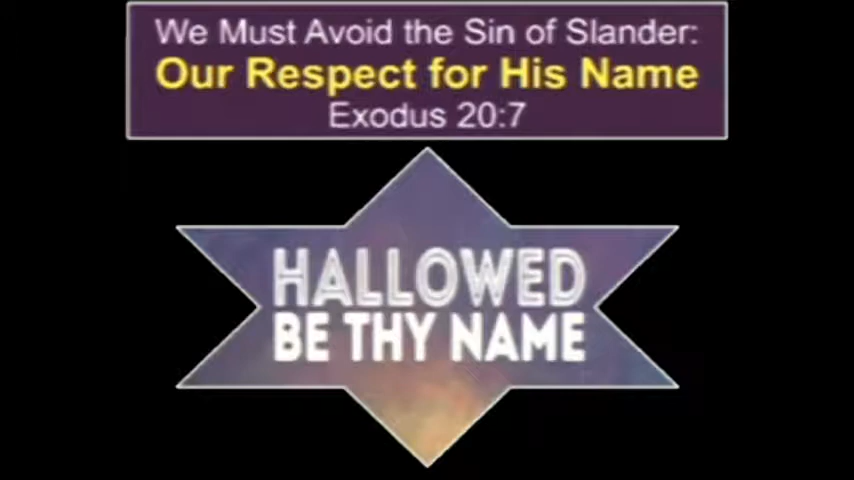 We Must Avoid the Sin of Slander:
Our Respect for His Name
Exodus 20:7
HALLOWED
BE THY NAME